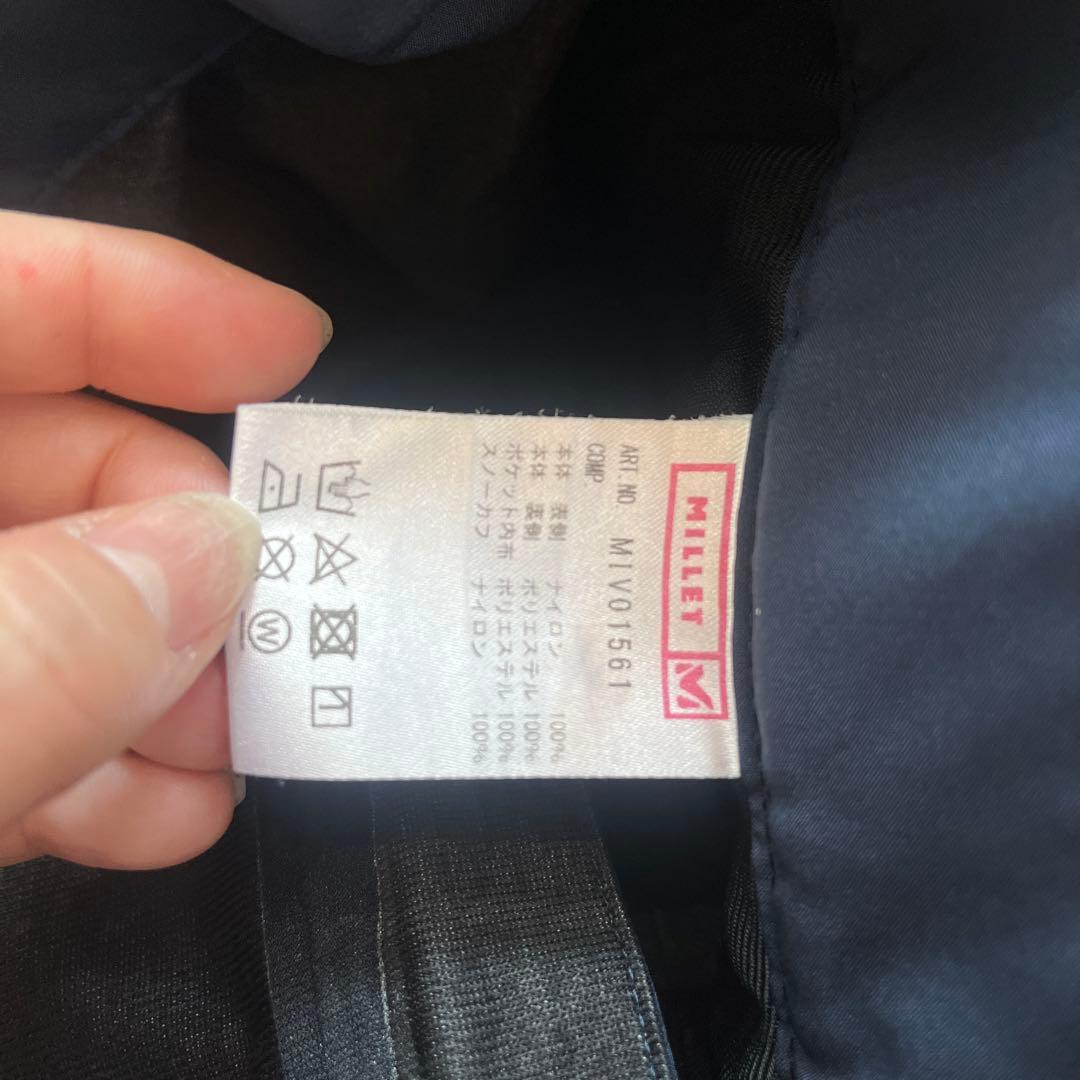 MILLET
ART.NO. MIV01561
COMP.
本体 表側 ナイロン 100%
本体 裏側 ポリエステル 100%
ポケット内布 ポリエステル 100%
スノーカフ ナイロン 100%
W